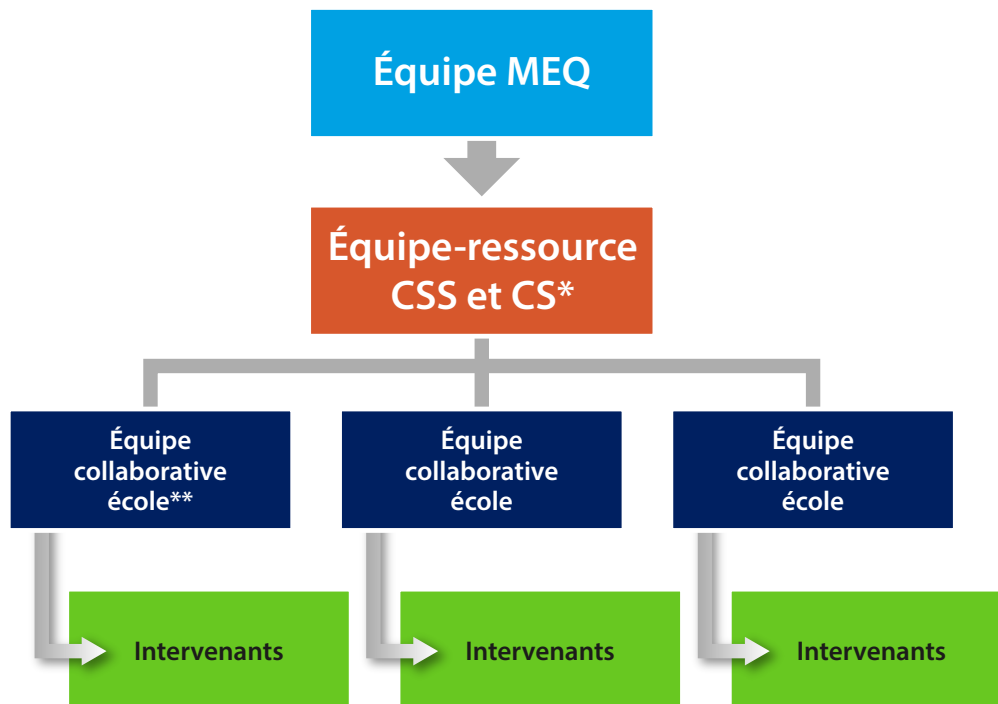 Équipe MEQ
Équipe-ressource
CSS et CS*
Équipe
collaborative
école**
Équipe
collaborative
école
Équipe
collaborative
école
Intervenants
Intervenants
Intervenants